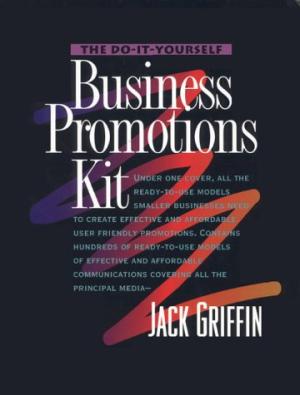 THE DO-IT-YOURSELF
Business
Promotions
Kit
UNDER ONE COVER, ALL THE
READY-TO-USE MODELS
SMALLER BUSINESSES NEED
TO CREATE EFFECTIVE AND AFFORDABLE
USER FRIENDLY PROMOTIONS. CONTAINS
HUNDREDS OF READY-TO-USE MODELS
OF EFFECTIVE AND AFFORDABLE
COMMUNICATIONS COVERING ALL THE
PRINCIPAL MEDIA—
JACK GRIFFIN